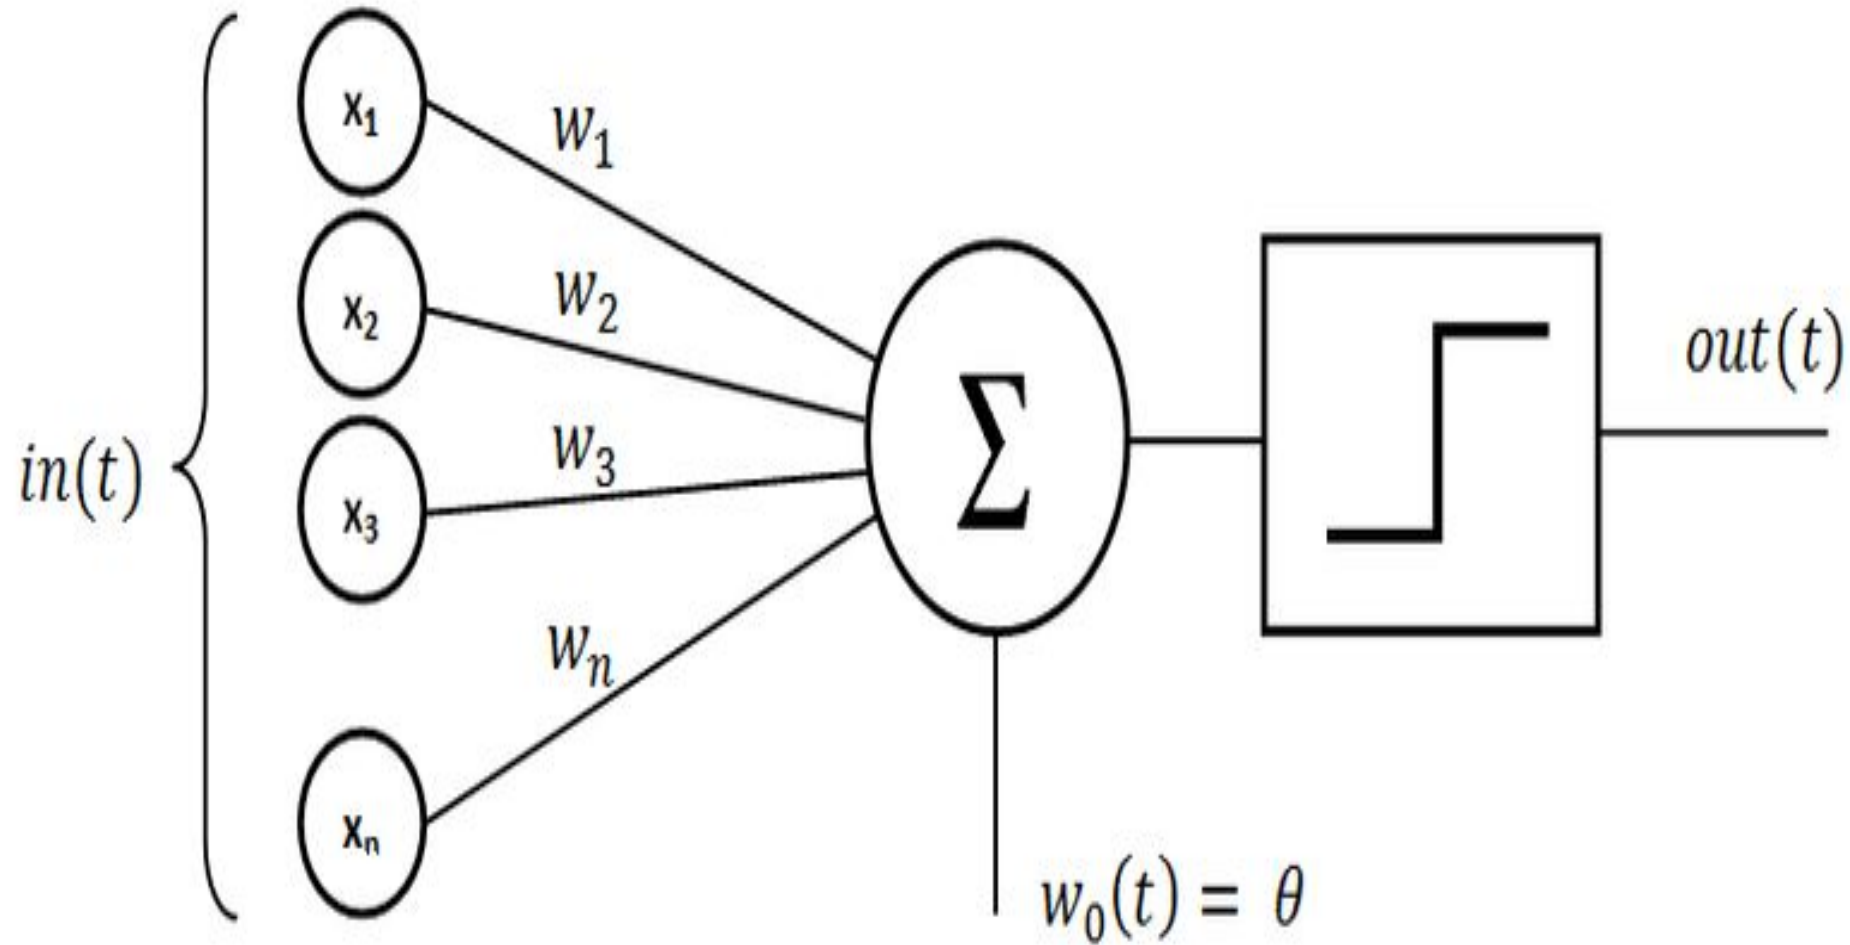 x₁
W₁
x₂
W₂
x₃
W₃
xₙ
Wₙ
in(t)
Σ
out(t)
w₀(t) = θ